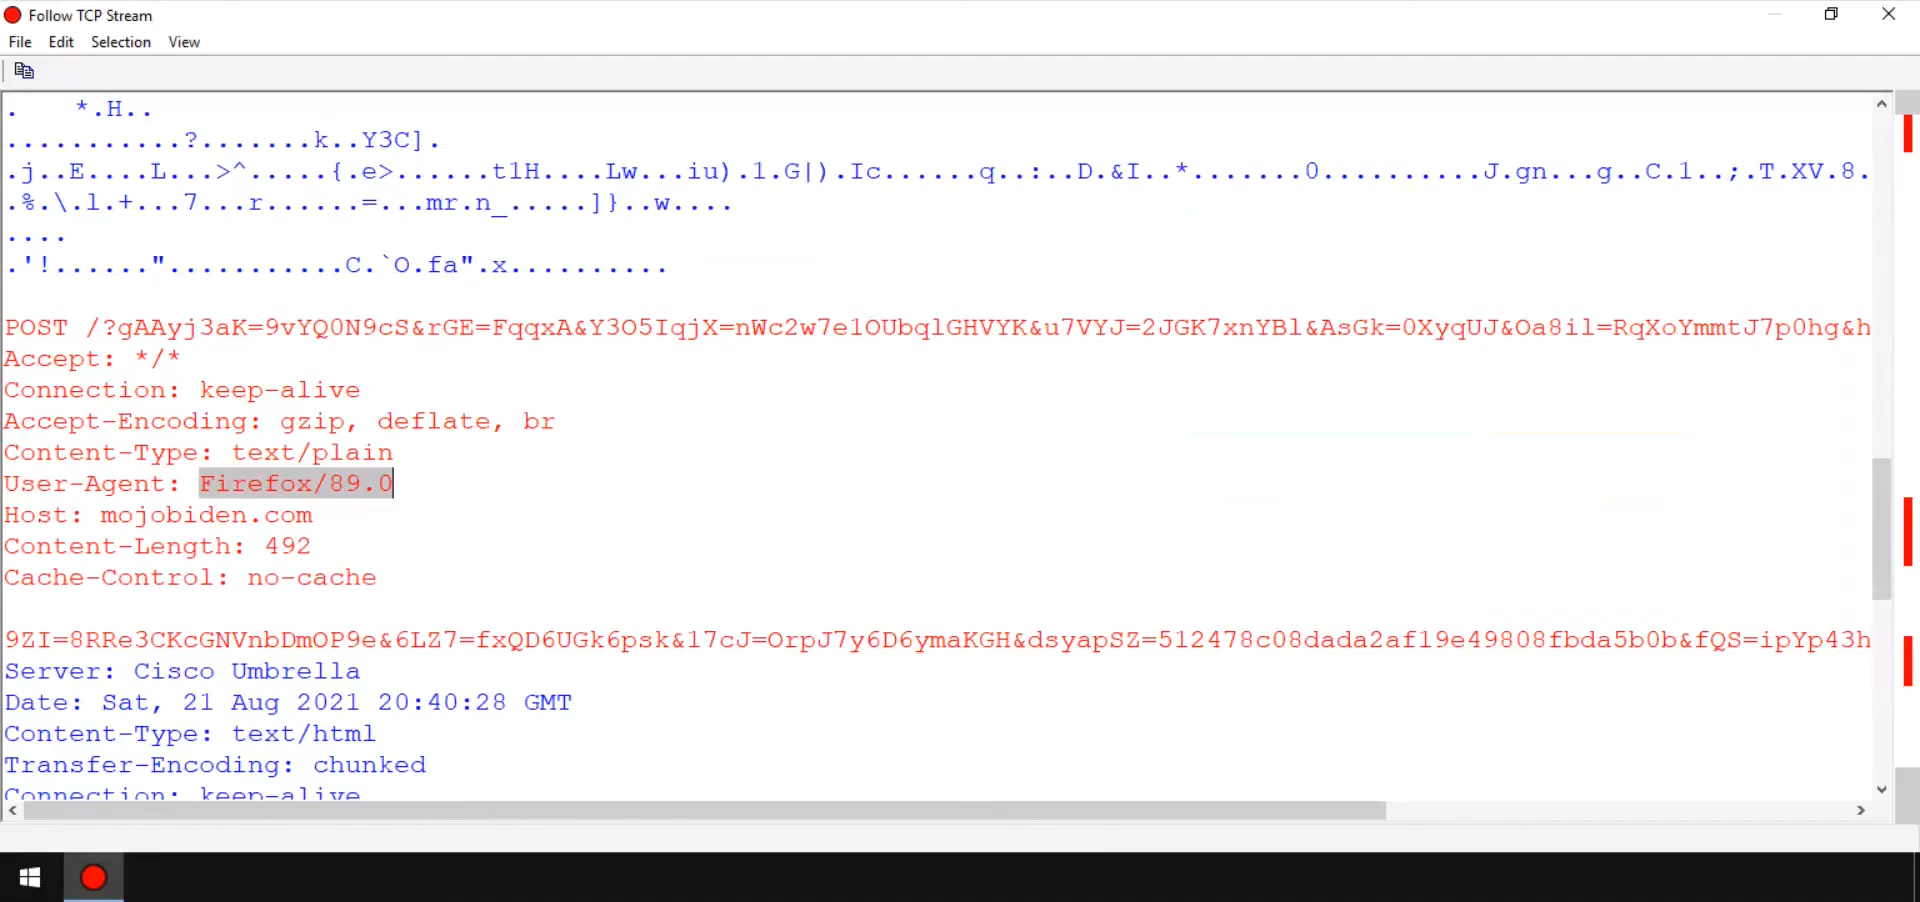 Follow TCP Stream
File Edit Selection View
. *.H..
...........?.......k..Y3C].
.j..E....L...>^.....{.e>......t1H....Lw...iu).1.G|).Ic......q..:..D.&I..*.......0..........J.gn...g..C.1..;.T.XV.8.
.%.\.l.+...7...r......=...mr.n_.....]}..w....
....
.'!......"...........C.`O.fa".x..........
POST /?gAAyj3aK=9vYQ0N9cS&rGE=FqqxA&Y3O5IqjX=nWc2w7e1OUbqlGHVYK&u7VYJ=2JGK7xnYBl&AsGk=0XyqUJ&Oa8il=RqXoYmmtJ7p0hg&h
Accept: */*
Connection: keep-alive
Accept-Encoding: gzip, deflate, br
Content-Type: text/plain
User-Agent: Firefox/89.0
Host: mojobiden.com
Content-Length: 492
Cache-Control: no-cache
9ZI=8RRe3CKcGNVnbDmOP9e&6LZ7=fxQD6UGk6psk&17cJ=OrpJ7y6D6ymaKGH&dsyapSZ=512478c08dada2af19e49808fbda5b0b&fQS=ipYp43h
Server: Cisco Umbrella
Date: Sat, 21 Aug 2021 20:40:28 GMT
Content-Type: text/html
Transfer-Encoding: chunked
Connection: keep-alive